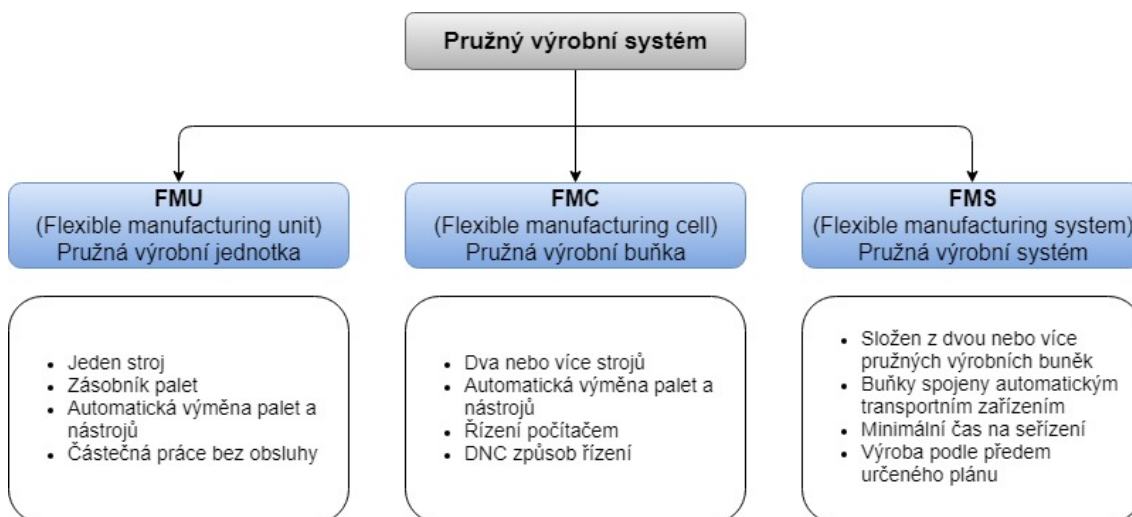 Pružný výrobní systém
FMU
(Flexible manufacturing unit)
Pružná výrobní jednotka
FMC
(Flexible manufacturing cell)
Pružná výrobní buňka
FMS
(Flexible manufacturing system)
Pružná výrobní systém
• Jeden stroj
• Zásobník palet
• Automatická výměna palet a
nástrojů
• Částečná práce bez obsluhy
• Dva nebo více strojů
• Automatická výměna palet a
nástrojů
• Řízení počítačem
• DNC způsob řízení
• Složen z dvou nebo více
pružných výrobních buněk
• Buňky spojeny automatickým
transportním zařízením
• Minimální čas na seřízení
• Výroba podle předem
určeného plánu